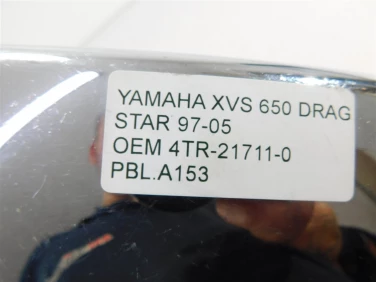 YAMAHA XVS 650 DRAG
STAR 97-05
OEM 4TR-21711-0
PBL.A153